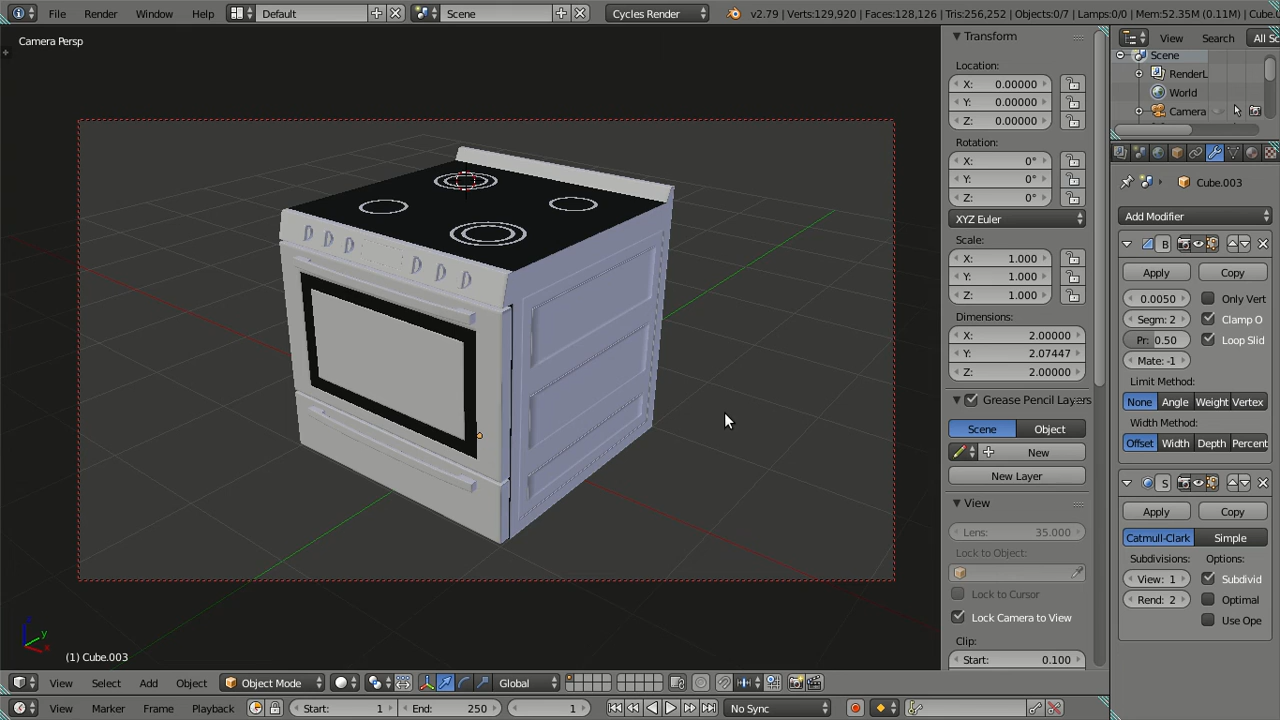 File Render Window Help Default Scene Cycles Render v2.79 | Verts:129,920 | Faces:128,126 | Tris:256,252 | Objects:0/7 | Lamps:0/0 | Mem:52.35M (0.11M) | Cube.0
Camera Persp
Transform
Location:
X: 0.00000
Y: 0.00000
Z: 0.00000
Rotation:
X: 0°
Y: 0°
Z: 0°
XYZ Euler
Scale:
X: 1.000
Y: 1.000
Z: 1.000
Dimensions:
X: 2.00000
Y: 2.07447
Z: 2.00000
Grease Pencil Layers
Scene Object
New
New Layer
View
Lens: 35.000
Lock to Object:
Lock to Cursor
Lock Camera to View
Clip:
Start: 0.100
View Search All Sc
Scene
RenderL
World
Camera
Cube.003
Add Modifier
B
Apply Copy
0.0050 Only Vert
Segm: 2 Clamp O
Pr: 0.50 Loop Slid
Mate: -1
Limit Method:
None Angle Weight Vertex
Width Method:
Offset Width Depth Percent
S
Apply Copy
Catmull-Clark Simple
Subdivisions: Options:
View: 1 Subdivid
Rend: 2 Optimal
Use Ope
z
y
x
(1) Cube.003
View Select Add Object Object Mode Global
View Marker Frame Playback Start: 1 End: 250 1 No Sync